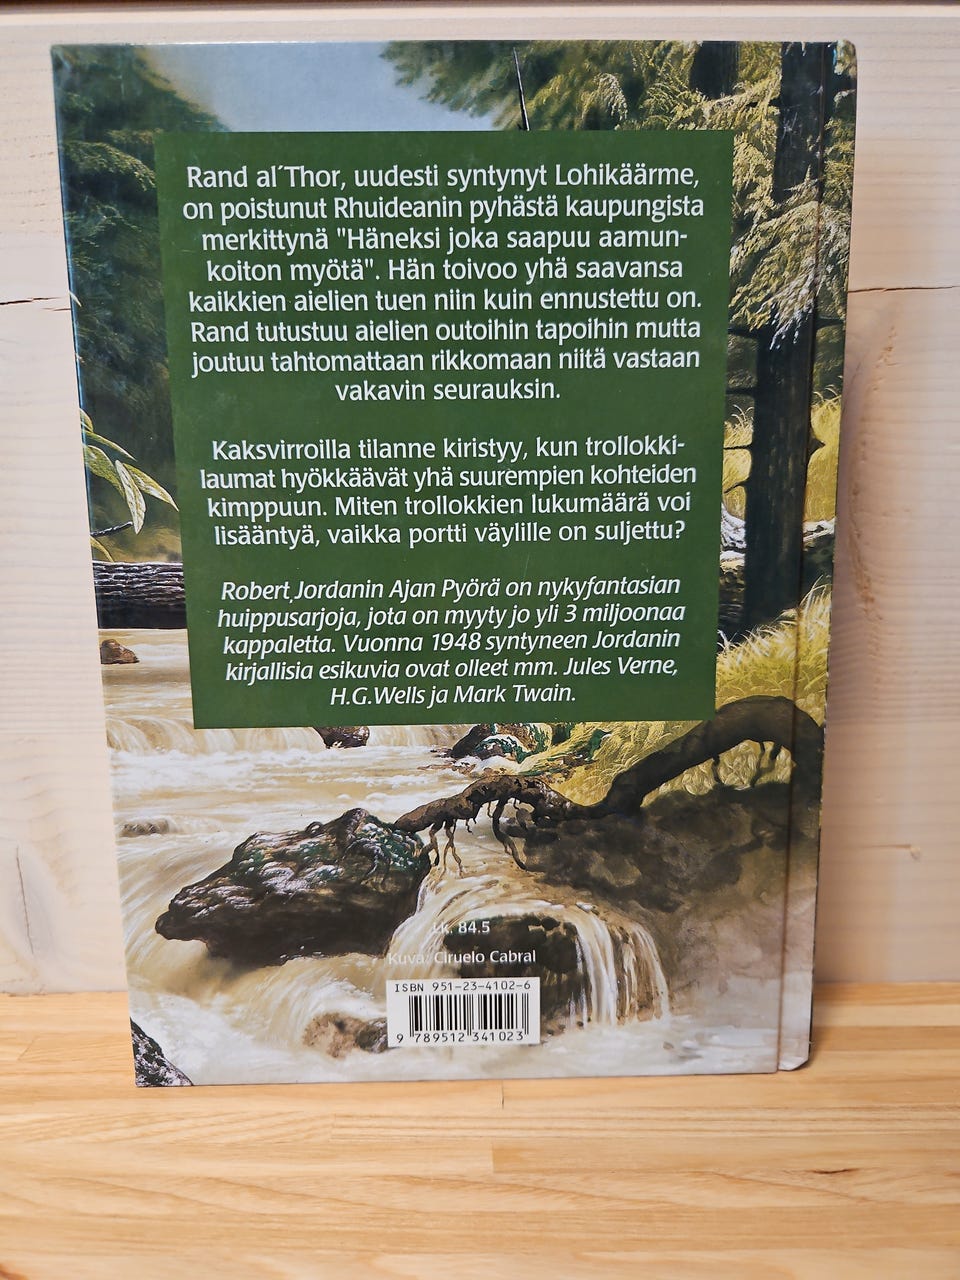 Rand al´Thor, uudesti syntynyt Lohikäärme,
on poistunut Rhuideanin pyhästä kaupungista
merkittynä "Häneksi joka saapuu aamun-
koiton myötä". Hän toivoo yhä saavansa
kaikkien aielien tuen niin kuin ennustettu on.
Rand tutustuu aielien outoihin tapoihin mutta
joutuu tahtomattaan rikkomaan niitä vastaan
vakavin seurauksin.
Kaksvirroilla tilanne kiristyy, kun trollokki-
laumat hyökkäävät yhä suurempien kohteiden
kimppuun. Miten trollokkien lukumäärä voi
lisääntyä, vaikka portti väylille on suljettu?
Robert Jordanin Ajan Pyörä on nykyfantasian
huippusarjoja, jota on myyty jo yli 3 miljoonaa
kappaletta. Vuonna 1948 syntyneen Jordanin
kirjallisia esikuvia ovat olleet mm. Jules Verne,
H.G.Wells ja Mark Twain.
84.5
Kuva: Ciruelo Cabral
ISBN 951-23-4102-6
9 789512 341023